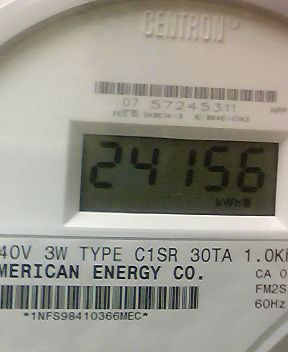 CENTRON®
07 57245311
24156
kWh
40V 3W TYPE C1SR 30TA 1.0K
MERICAN ENERGY CO.
CA 0
FM2S
60Hz
*1NFS98410366MEC*